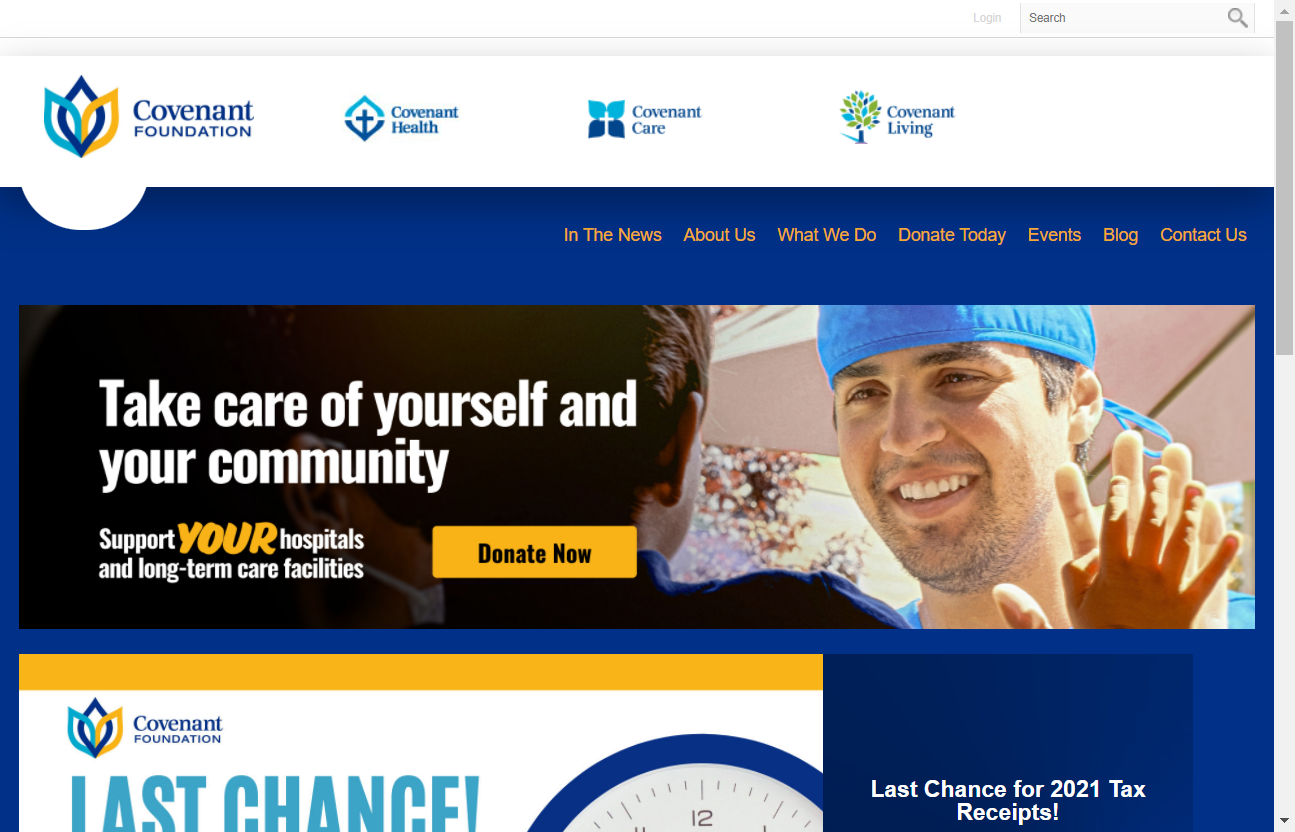 Login
Search
Covenant
FOUNDATION
Covenant
Health
Covenant
Care
Covenant
Living
In The News
About Us
What We Do
Donate Today
Events
Blog
Contact Us
Take care of yourself and
your community
Support YOUR hospitals
and long-term care facilities
Donate Now
Covenant
FOUNDATION
LAST CHANCE!
12
Last Chance for 2021 Tax
Receipts!